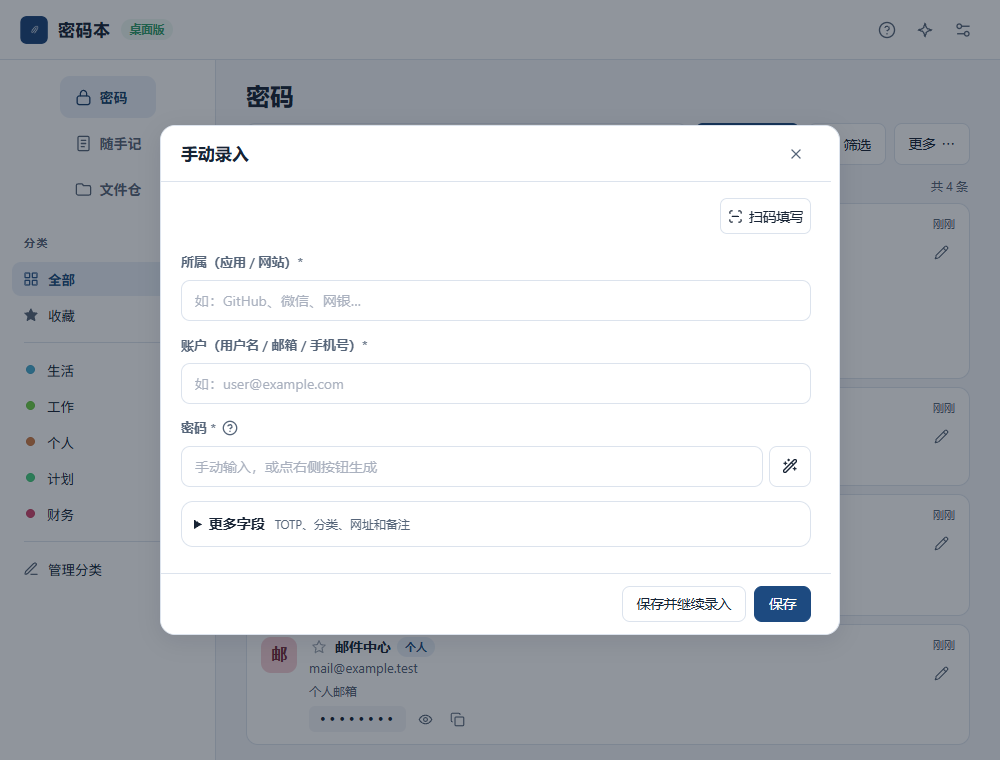 密码本 桌面版
密码
随手记
文件仓
分类
全部
收藏
生活
工作
个人
计划
财务
管理分类
密码
筛选
更多 ···
共 4 条
刚刚
刚刚
刚刚
手动录入
扫码填写
所属（应用 / 网站）*
如：GitHub、微信、网银...
账户（用户名 / 邮箱 / 手机号）*
如：user@example.com
密码 *
手动输入，或点右侧按钮生成
更多字段 TOTP、分类、网址和备注
保存并继续录入
保存
邮
邮件中心 个人
刚刚
mail@example.test
个人邮箱
••••••••